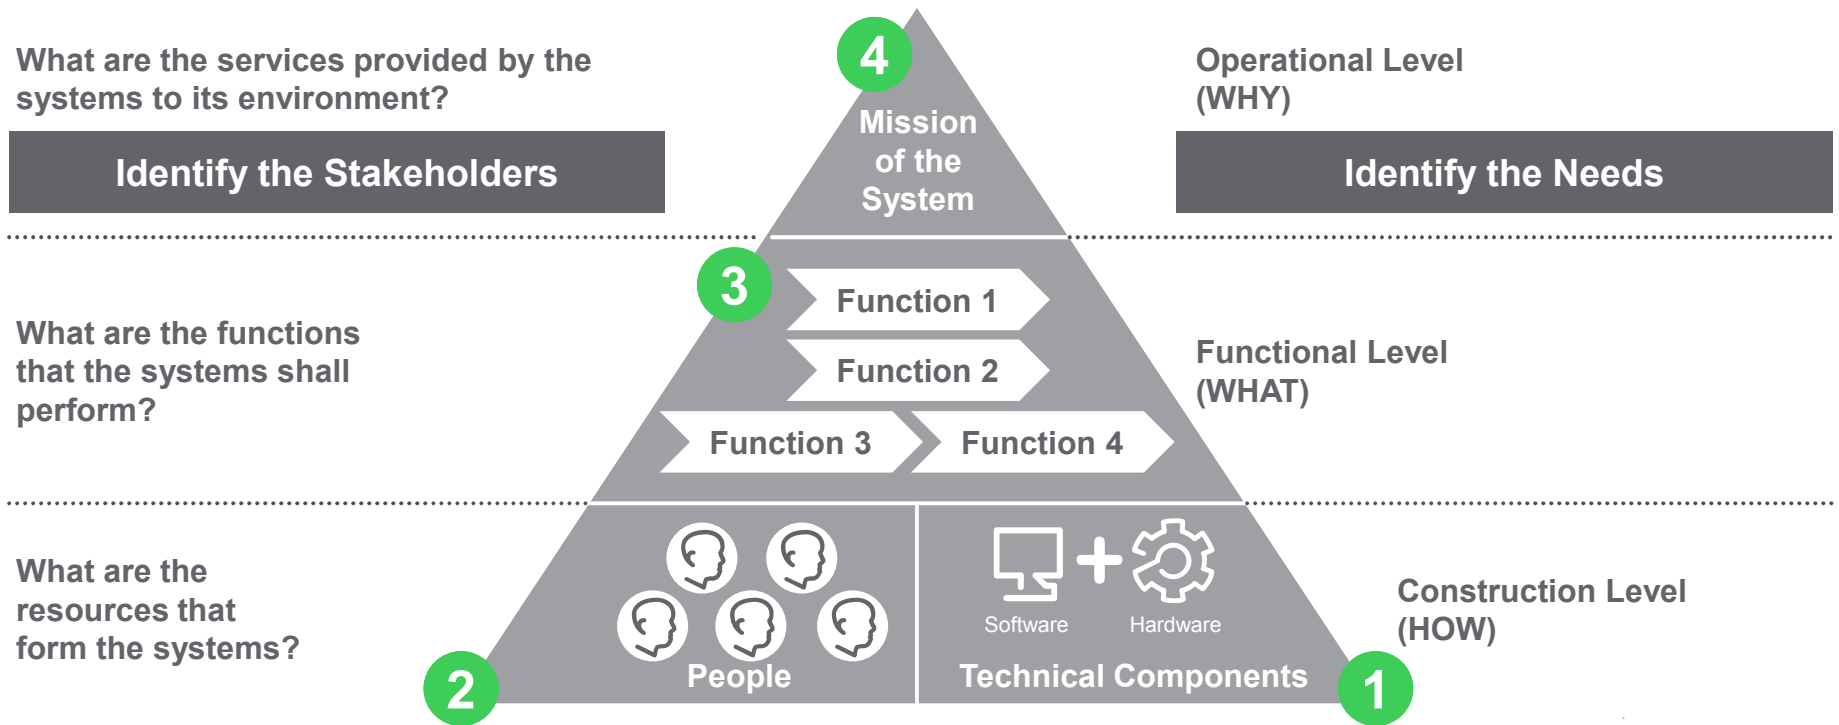 What are the services provided by the
systems to its environment?
Identify the Stakeholders
4
Mission
of the
System
Operational Level
(WHY)
Identify the Needs
What are the functions
that the systems shall
perform?
3
Function 1
Function 2
Function 3
Function 4
Functional Level
(WHAT)
What are the
resources that
form the systems?
2
People
Software
Hardware
Technical Components
1
Construction Level
(HOW)